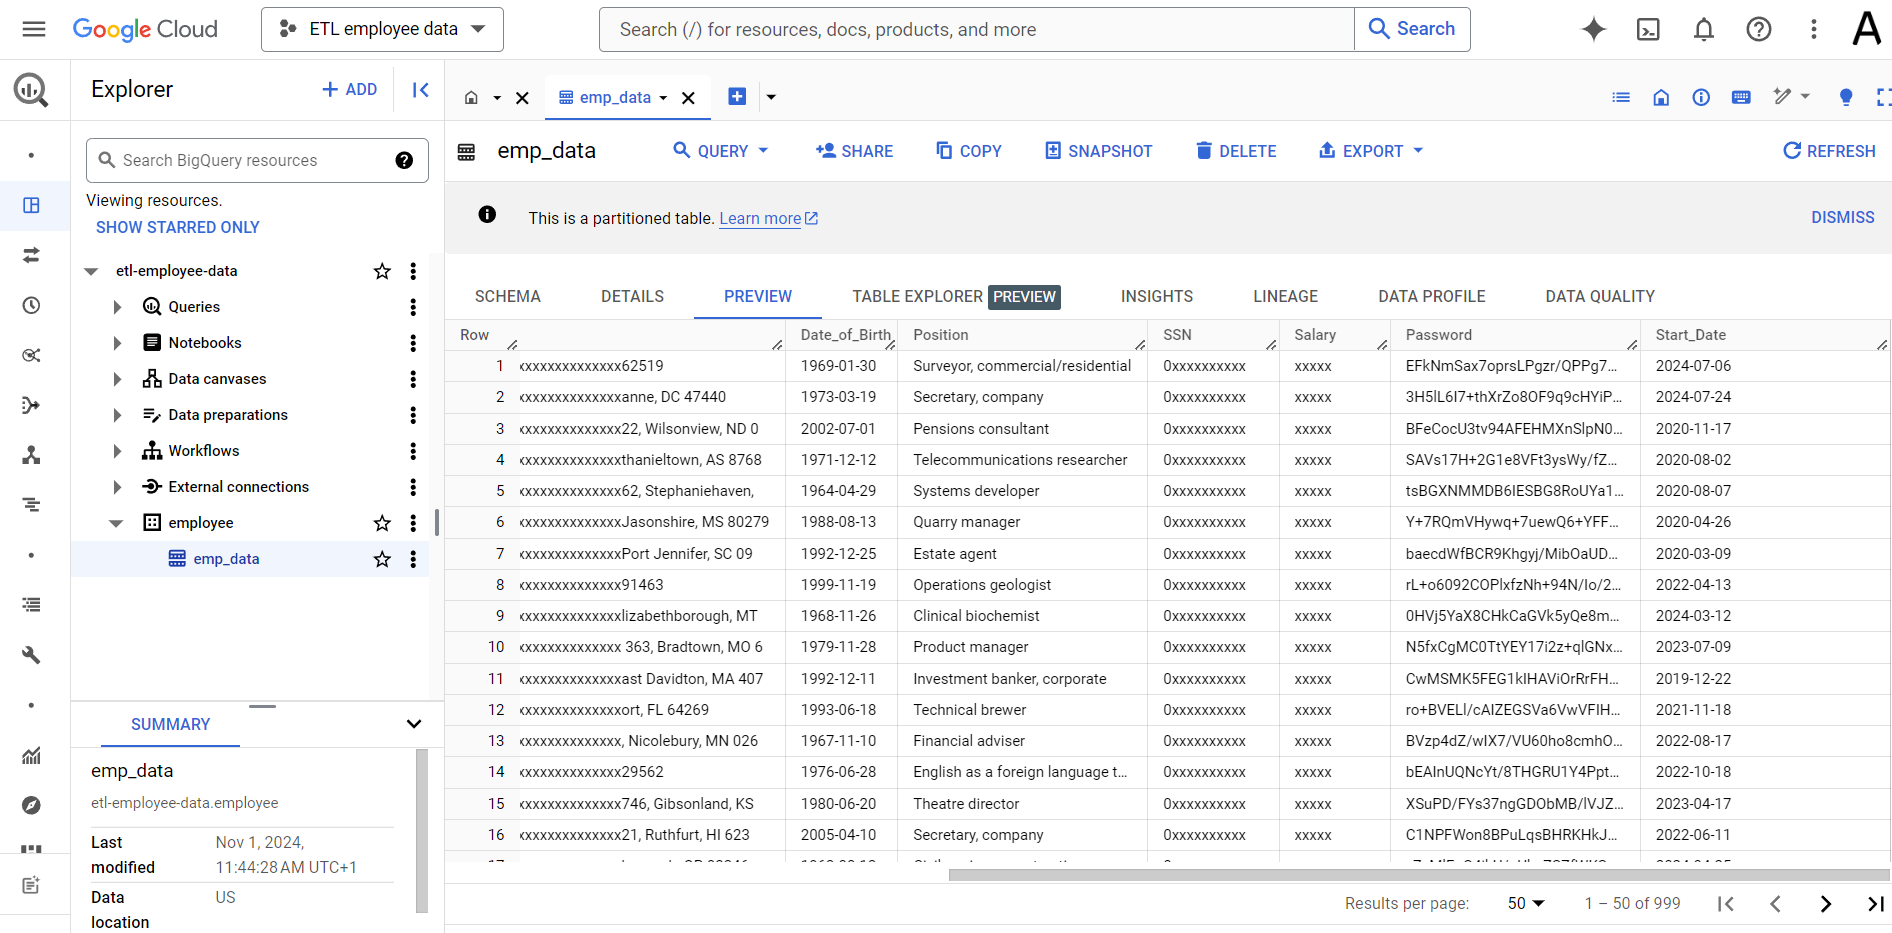 Google Cloud
ETL employee data
Search (/) for resources, docs, products, and more
Search
A
Explorer
ADD
emp_data
Search BigQuery resources
Viewing resources.
SHOW STARRED ONLY
etl-employee-data
Queries
Notebooks
Data canvases
Data preparations
Workflows
External connections
employee
emp_data
SUMMARY
emp_data
etl-employee-data.employee
Last modified Nov 1, 2024, 11:44:28 AM UTC+1
Data location US
emp_data QUERY SHARE COPY SNAPSHOT DELETE EXPORT REFRESH
This is a partitioned table. Learn more DISMISS
SCHEMA DETAILS PREVIEW TABLE EXPLORER PREVIEW INSIGHTS LINEAGE DATA PROFILE DATA QUALITY
Row Date_of_Birth Position SSN Salary Password Start_Date
1 xxxxxxxxxxxxxx62519 1969-01-30 Surveyor, commercial/residential 0xxxxxxxxxx xxxxx EFkNmSax7oprsLPgzr/QPPg7... 2024-07-06
2 xxxxxxxxxxxxxxanne, DC 47440 1973-03-19 Secretary, company 0xxxxxxxxxx xxxxx 3H5lL6I7+thXrZo8OF9q9cHYiP... 2024-07-24
3 xxxxxxxxxxxxxx22, Wilsonview, ND 0 2002-07-01 Pensions consultant 0xxxxxxxxxx xxxxx BFeCocU3tv94AFEHMXnSlpN0... 2020-11-17
4 xxxxxxxxxxxxxxthanieltown, AS 8768 1971-12-12 Telecommunications researcher 0xxxxxxxxxx xxxxx SAVs17H+2G1e8VFt3ysWy/fZ... 2020-08-02
5 xxxxxxxxxxxxxx62, Stephaniehaven, 1964-04-29 Systems developer 0xxxxxxxxxx xxxxx tsBGXNMMDB6IESBG8RoUYa1... 2020-08-07
6 xxxxxxxxxxxxxxJasonshire, MS 80279 1988-08-13 Quarry manager 0xxxxxxxxxx xxxxx Y+7RQmVHywq+7uewQ6+YFF... 2020-04-26
7 xxxxxxxxxxxxxxPort Jennifer, SC 09 1992-12-25 Estate agent 0xxxxxxxxxx xxxxx baecdWfBCR9Khgyj/MibOaUD... 2020-03-09
8 xxxxxxxxxxxxxx91463 1999-11-19 Operations geologist 0xxxxxxxxxx xxxxx rL+o6092COPlxfzNh+94N/Io/2... 2022-04-13
9 xxxxxxxxxxxxxxlizabethborough, MT 1968-11-26 Clinical biochemist 0xxxxxxxxxx xxxxx 0HVj5YaX8CHkCaGVk5yQe8m... 2024-03-12
10 xxxxxxxxxxxxxx 363, Bradtown, MO 6 1979-11-28 Product manager 0xxxxxxxxxx xxxxx N5fxCgMC0TtYEY17i2z+qlGNx... 2023-07-09
11 xxxxxxxxxxxxxxast Davidton, MA 407 1992-12-11 Investment banker, corporate 0xxxxxxxxxx xxxxx CwMSMK5FEG1kIHAViOrRrFH... 2019-12-22
12 xxxxxxxxxxxxxxort, FL 64269 1993-06-18 Technical brewer 0xxxxxxxxxx xxxxx ro+BVELl/cAIZEGSVa6VwVFIH... 2021-11-18
13 xxxxxxxxxxxxxx, Nicolebury, MN 026 1967-11-10 Financial adviser 0xxxxxxxxxx xxxxx BVzp4dZ/wIX7/VU60ho8cmhO... 2022-08-17
14 xxxxxxxxxxxxxx29562 1976-06-28 English as a foreign language t... 0xxxxxxxxxx xxxxx bEAInUQNcYt/8THGRU1Y4Ppt... 2022-10-18
15 xxxxxxxxxxxxxx746, Gibsonland, KS 1980-06-20 Theatre director 0xxxxxxxxxx xxxxx XSuPD/FYs37ngGDObMB/lVJZ... 2023-04-17
16 xxxxxxxxxxxxxx21, Ruthfurt, HI 623 2005-04-10 Secretary, company 0xxxxxxxxxx xxxxx C1NPFWon8BPuLqsBHRKHkJ... 2022-06-11
Results per page: 50 1 – 50 of 999